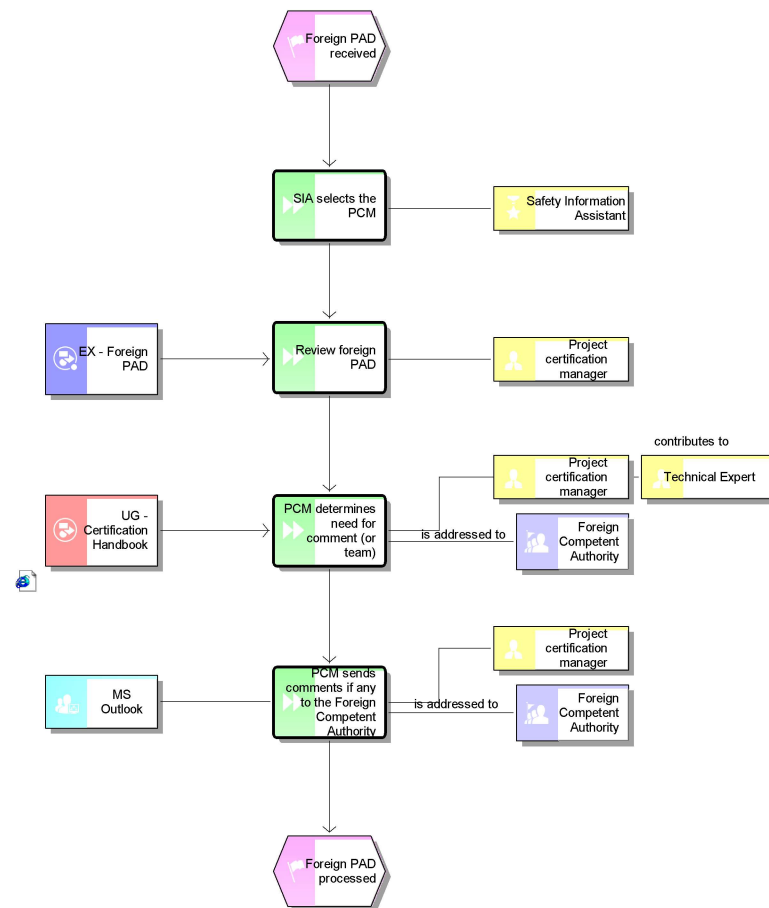 Foreign PAD
received
SIA selects the
PCM
Safety Information
Assistant
EX - Foreign
PAD
Review foreign
PAD
Project
certification
manager
contributes to
UG -
Certification
Handbook
PCM determines
need for
comment (or
team)
Project
certification
manager
Technical Expert
is addressed to
Foreign
Competent
Authority
MS
Outlook
PCM sends
comments if any
to the Foreign
Competent
Authority
Project
certification
manager
is addressed to
Foreign
Competent
Authority
Foreign PAD
processed